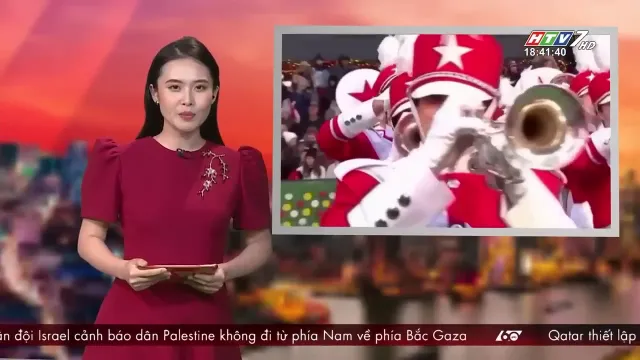 HTV7
HD
18:41:40
ân đội Israel cảnh báo dân Palestine không đi từ phía Nam về phía Bắc Gaza
60
Qatar thiết lập